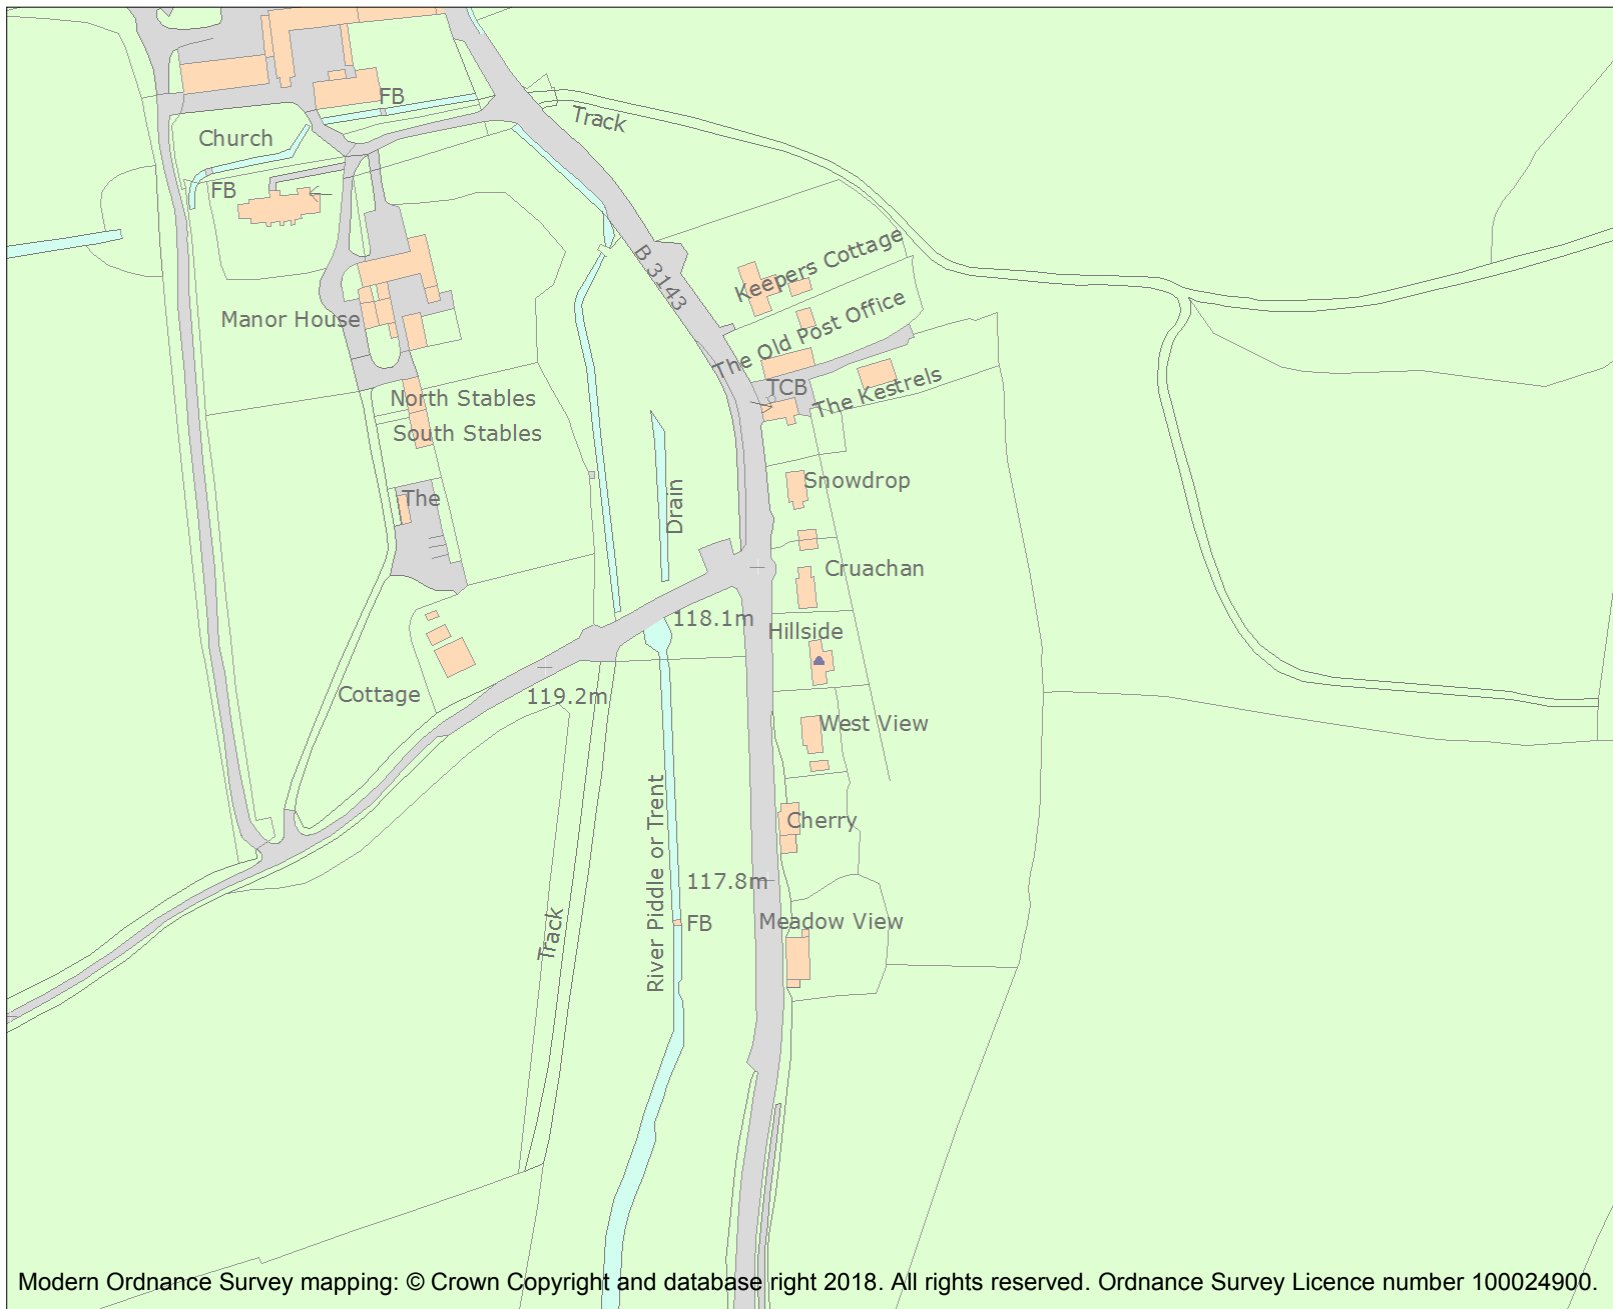 FB
Track
Church
FB
B 3143
Keepers Cottage
Manor House
The Old Post Office
TCB
The Kestrels
North Stables
South Stables
Snowdrop
The
Drain
Cruachan
118.1m
Hillside
119.2m
Cottage
West View
River Piddle or Trent
Cherry
117.8m
Track
FB
Meadow View
Modern Ordnance Survey mapping: © Crown Copyright and database right 2018. All rights reserved. Ordnance Survey Licence number 100024900.